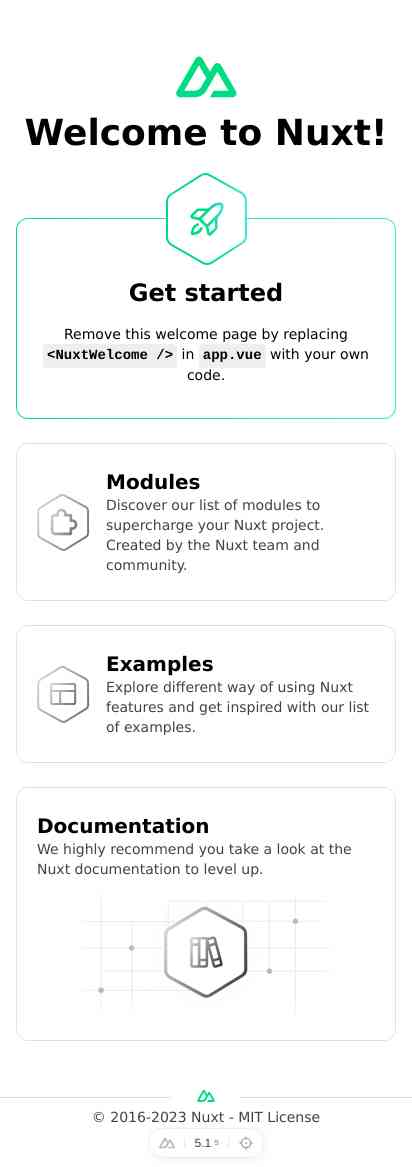 Welcome to Nuxt!
Get started
Remove this welcome page by replacing
<NuxtWelcome /> in app.vue with your own
code.
Modules
Discover our list of modules to
supercharge your Nuxt project.
Created by the Nuxt team and
community.
Examples
Explore different way of using Nuxt
features and get inspired with our list
of examples.
Documentation
We highly recommend you take a look at the
Nuxt documentation to level up.
© 2016-2023 Nuxt - MIT License
5.1 s